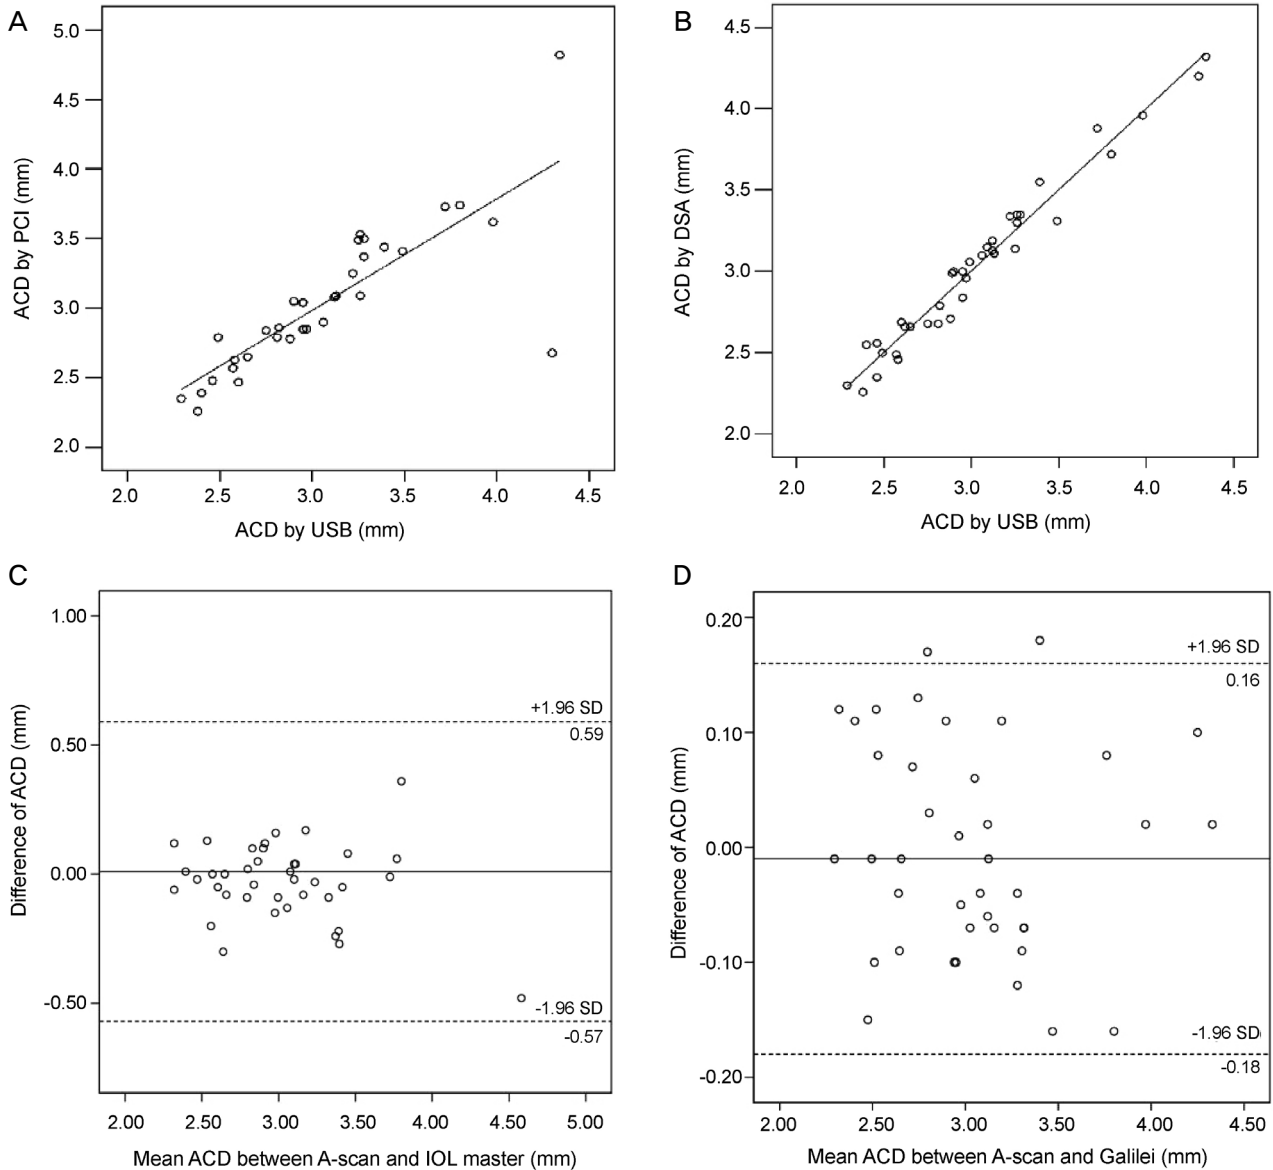 A
5.0
4.5
4.0
3.5
3.0
2.5
2.0
ACD by PCI (mm)
2.0 2.5 3.0 3.5 4.0 4.5
ACD by USB (mm)
B
4.5
4.0
3.5
3.0
2.5
2.0
ACD by DSA (mm)
2.0 2.5 3.0 3.5 4.0 4.5
ACD by USB (mm)
C
1.00
0.50
0.00
-0.50
Difference of ACD (mm)
+1.96 SD
0.59
-1.96 SD
-0.57
2.00 2.50 3.00 3.50 4.00 5.00
Mean ACD between A-scan and IOL master (mm)
D
0.20
0.10
0.00
-0.10
-0.20
Difference of ACD (mm)
+1.96 SD
0.16
-1.96 SD
-0.18
2.00 2.50 3.00 3.50 4.00 4.50
Mean ACD between A-scan and Galilei (mm)